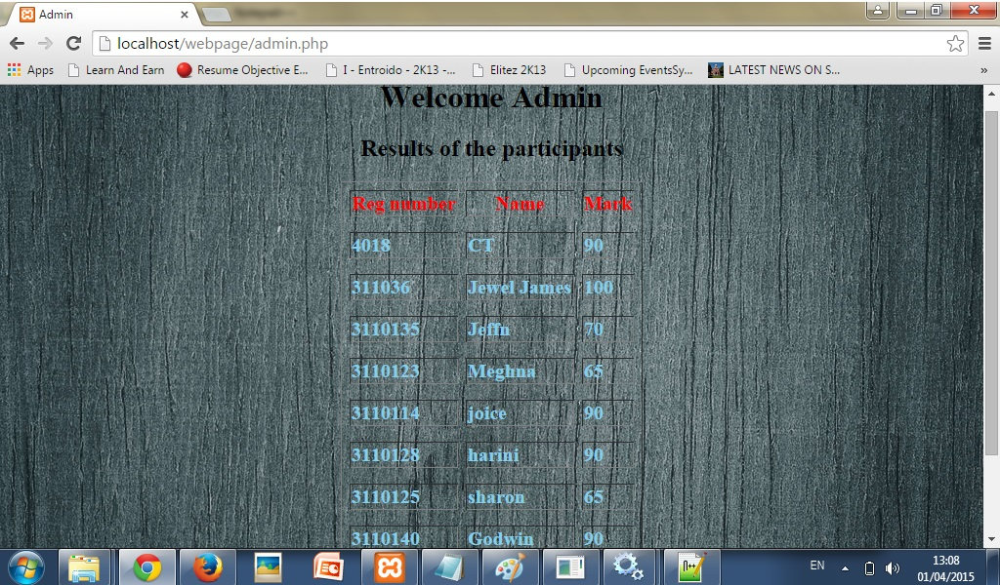 Admin
localhost/webpage/admin.php
Apps Learn And Earn Resume Objective E... I - Entroido - 2K13 -... Elitez 2K13 Upcoming EventsSy... LATEST NEWS ON S... »
Welcome Admin
Results of the participants
Reg number Name Mark
4018 CT 90
311036 Jewel James 100
3110135 Jeffn 70
3110123 Meghna 65
3110114 joice 90
3110128 harini 90
3110125 sharon 65
3110140 Godwin 90
EN 13:08
01/04/2015